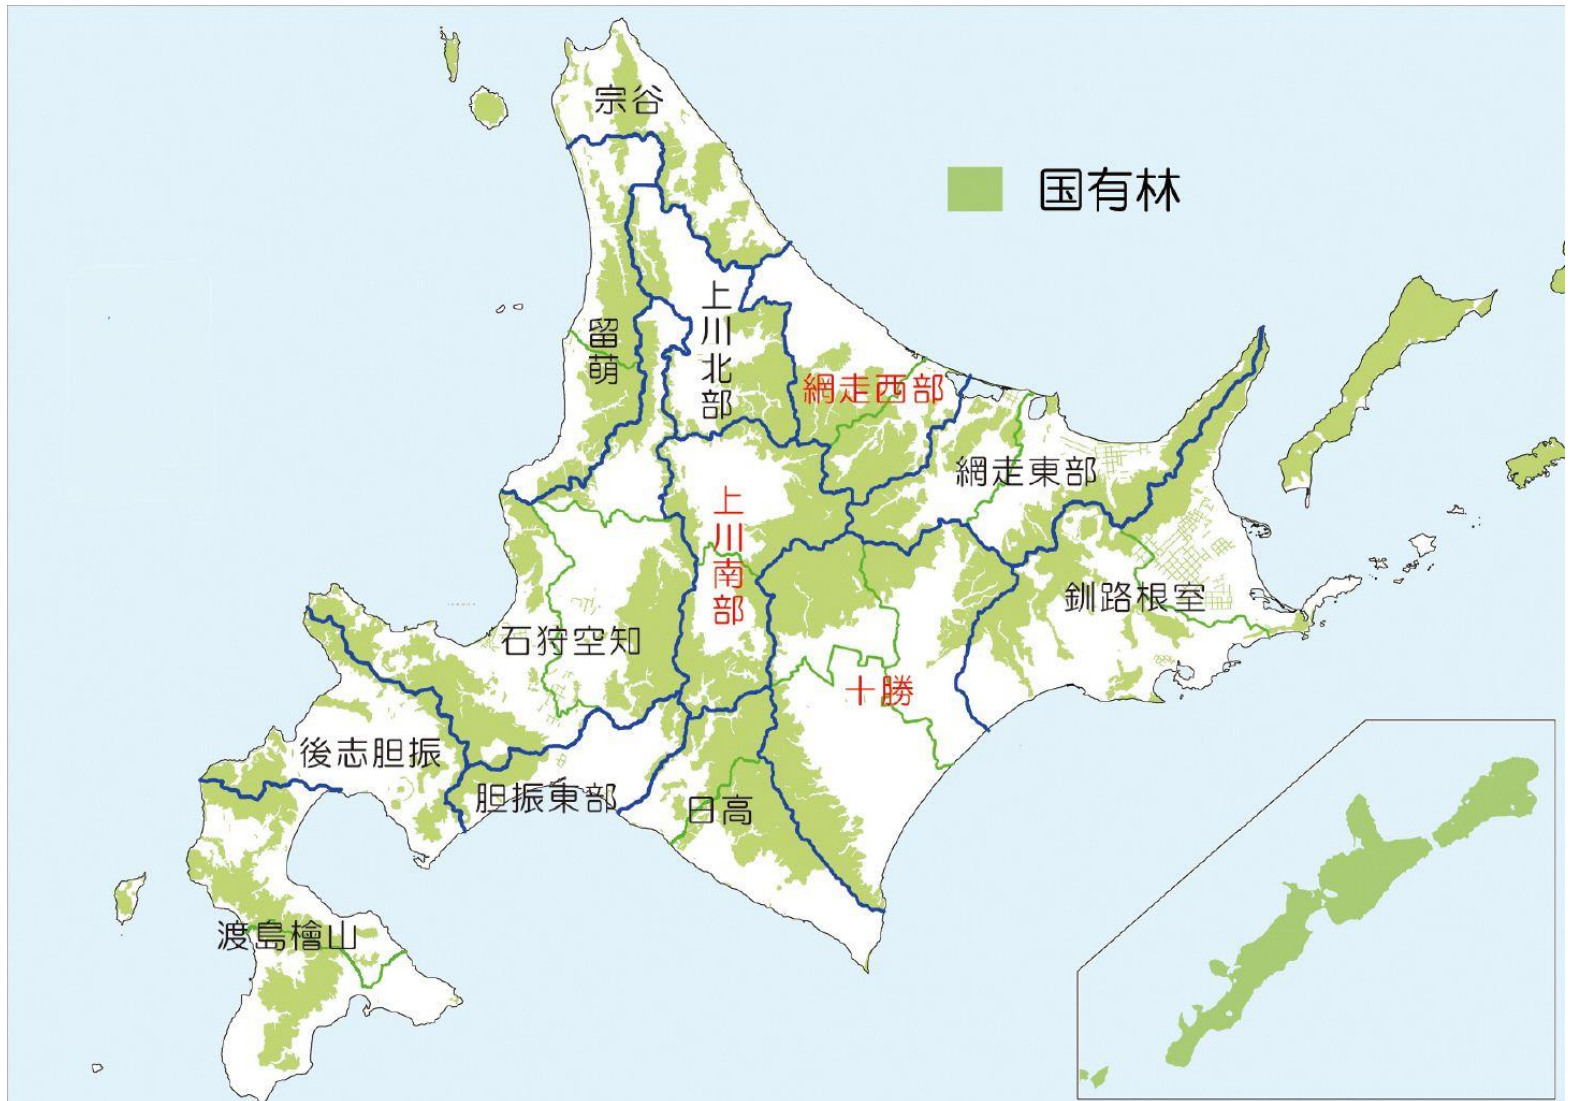 宗谷
国有林
上川北部
留萌
網走西部
網走東部
上川南部
釧路根室
石狩空知
十勝
後志胆振
胆振東部
日高
渡島檜山